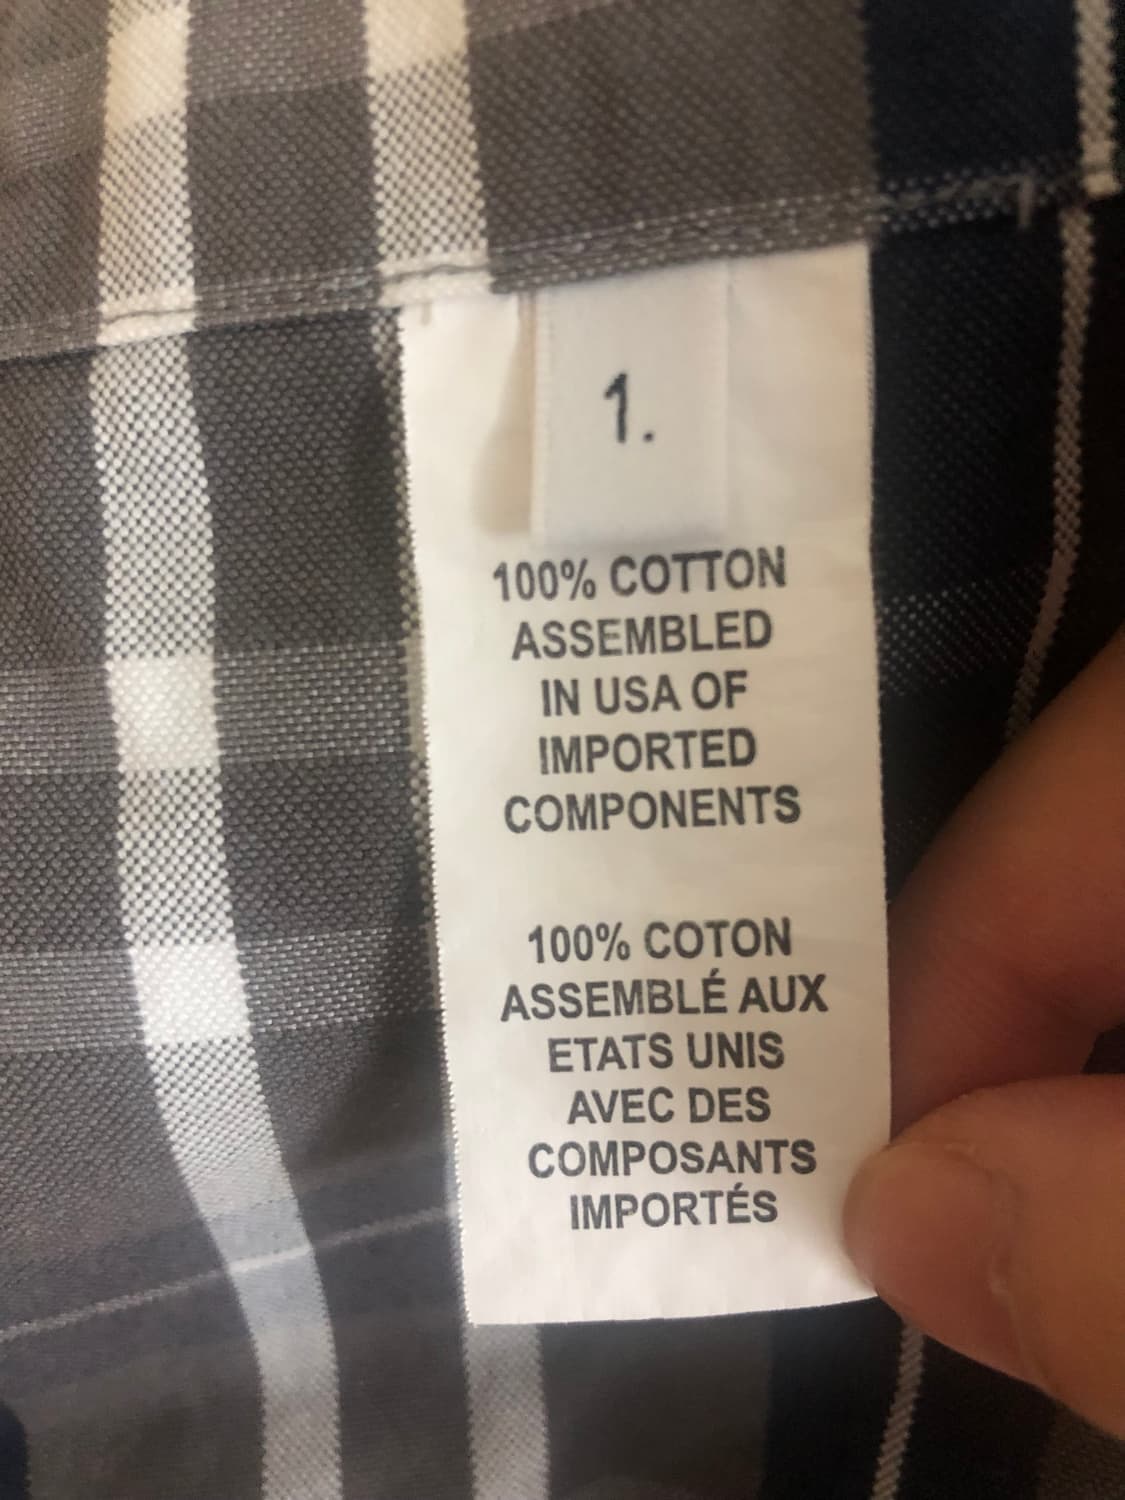 1.
100% COTTON
ASSEMBLED
IN USA OF
IMPORTED
COMPONENTS
100% COTON
ASSEMBLÉ AUX
ETATS UNIS
AVEC DES
COMPOSANTS
IMPORTÉS